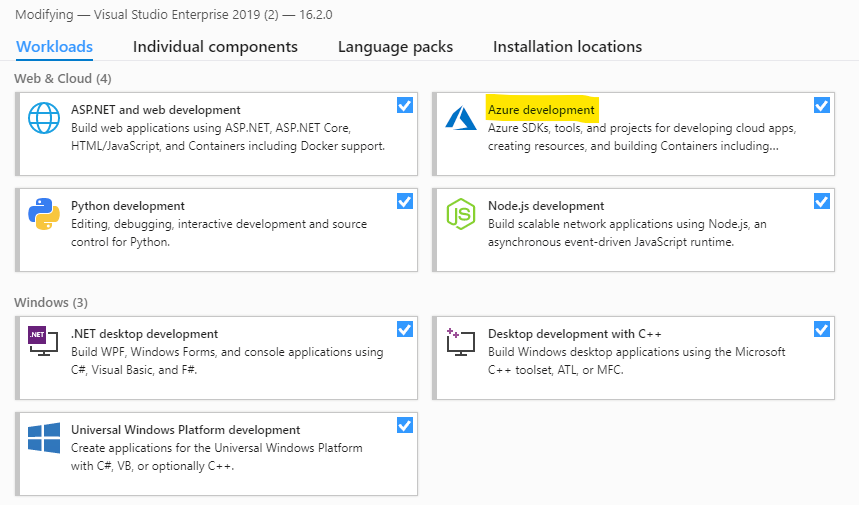 Modifying — Visual Studio Enterprise 2019 (2) — 16.2.0
Workloads Individual components Language packs Installation locations
Web & Cloud (4)
ASP.NET and web development
Build web applications using ASP.NET, ASP.NET Core,
HTML/JavaScript, and Containers including Docker support.
Azure development
Azure SDKs, tools, and projects for developing cloud apps,
creating resources, and building Containers including...
Python development
Editing, debugging, interactive development and source
control for Python.
JS
Node.js development
Build scalable network applications using Node.js, an
asynchronous event-driven JavaScript runtime.
Windows (3)
.NET
.NET desktop development
Build WPF, Windows Forms, and console applications using
C#, Visual Basic, and F#.
Desktop development with C++
Build Windows desktop applications using the Microsoft
C++ toolset, ATL, or MFC.
Universal Windows Platform development
Create applications for the Universal Windows Platform
with C#, VB, or optionally C++.